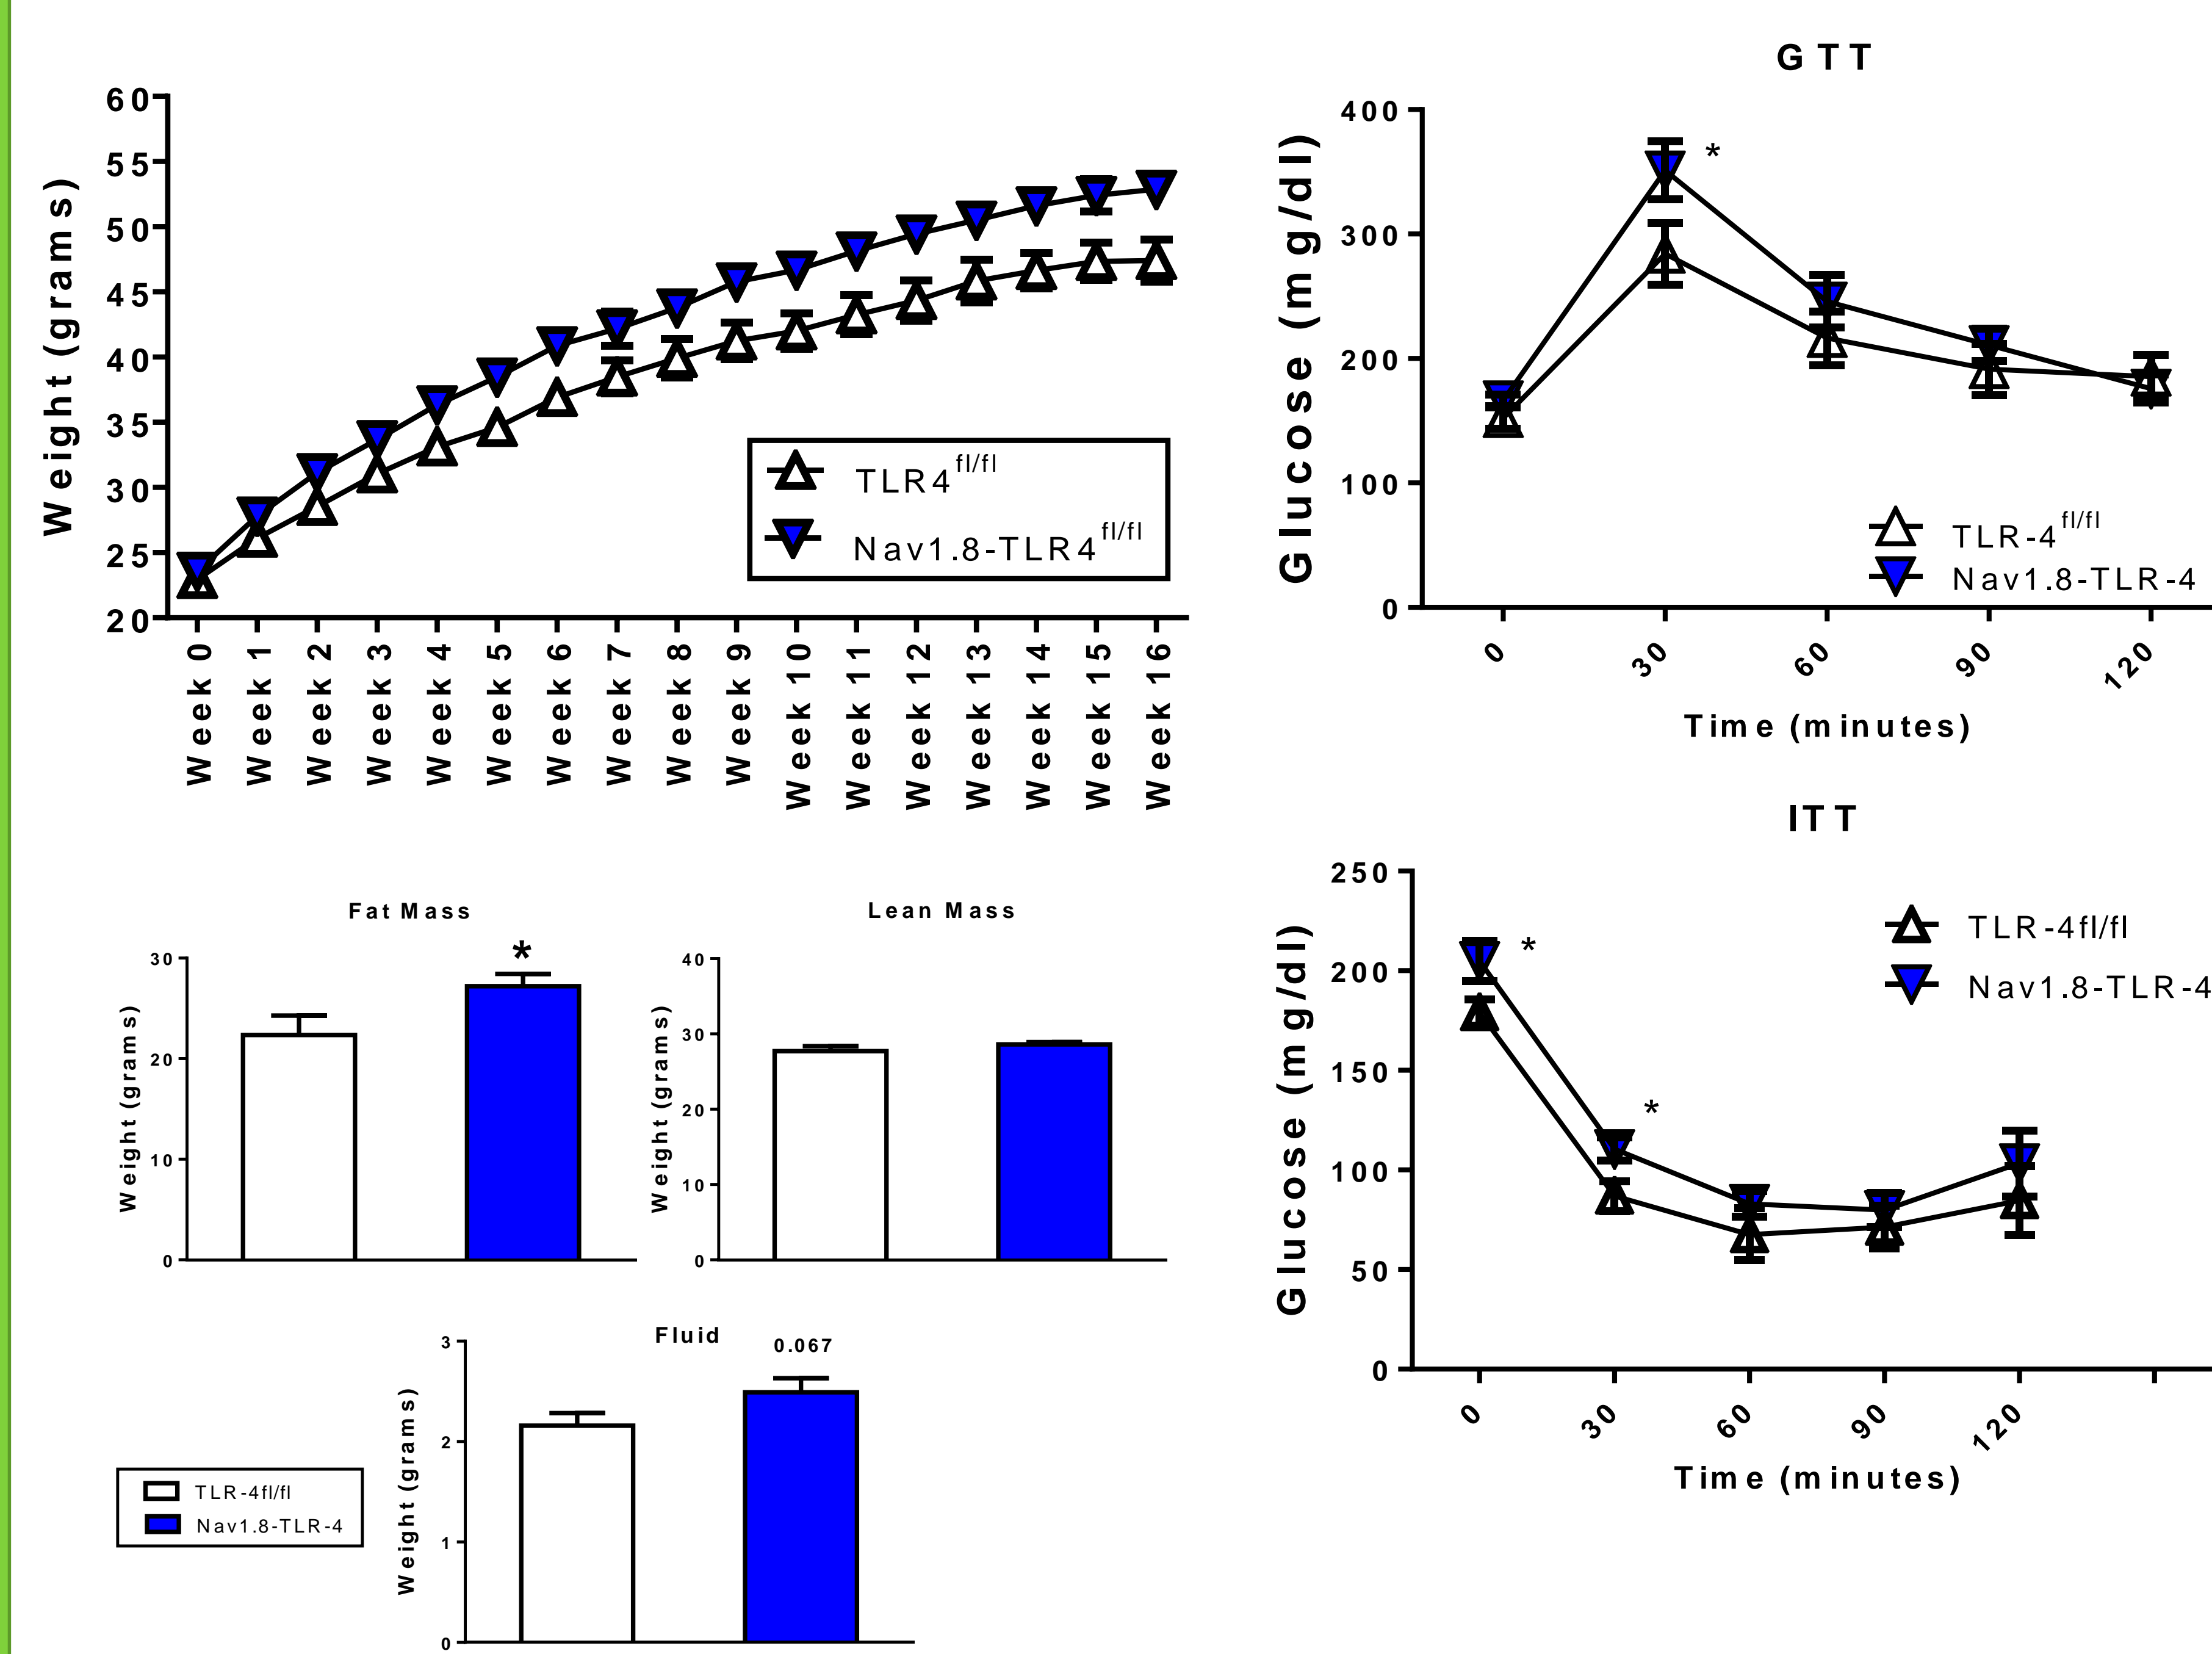 60
55
50
45
40
35
30
25
20
Weight (grams)
Week 0
Week 1
Week 2
Week 3
Week 4
Week 5
Week 6
Week 7
Week 8
Week 9
Week 10
Week 11
Week 12
Week 13
Week 14
Week 15
Week 16
TLR4fl/fl
Nav1.8-TLR4fl/fl
GTT
400
300
200
100
0
Glucose (mg/dl)
*
TLR-4fl/fl
Nav1.8-TLR-4
0
30
60
90
120
Time (minutes)
Fat Mass
30
20
10
0
Weight (grams)
*
Lean Mass
40
30
20
10
0
Weight (grams)
Fluid
0.067
3
2
1
0
Weight (grams)
TLR-4fl/fl
Nav1.8-TLR-4
ITT
250
200
150
100
50
0
Glucose (mg/dl)
*
*
TLR-4fl/fl
Nav1.8-TLR-4
0
30
60
90
120
Time (minutes)